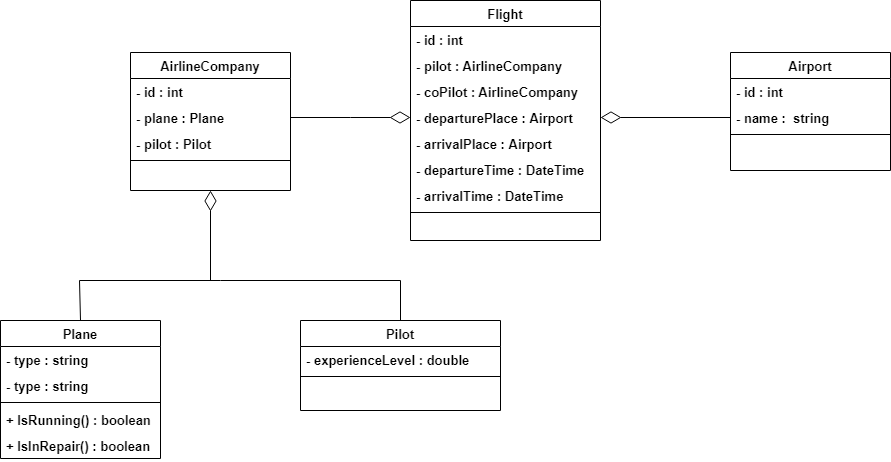 Flight
- id : int
- pilot : AirlineCompany
- coPilot : AirlineCompany
- departurePlace : Airport
- arrivalPlace : Airport
- departureTime : DateTime
- arrivalTime : DateTime
AirlineCompany
- id : int
- plane : Plane
- pilot : Pilot
Airport
- id : int
- name :  string
Plane
- type : string
- type : string
+ IsRunning() : boolean
+ IsInRepair() : boolean
Pilot
- experienceLevel : double